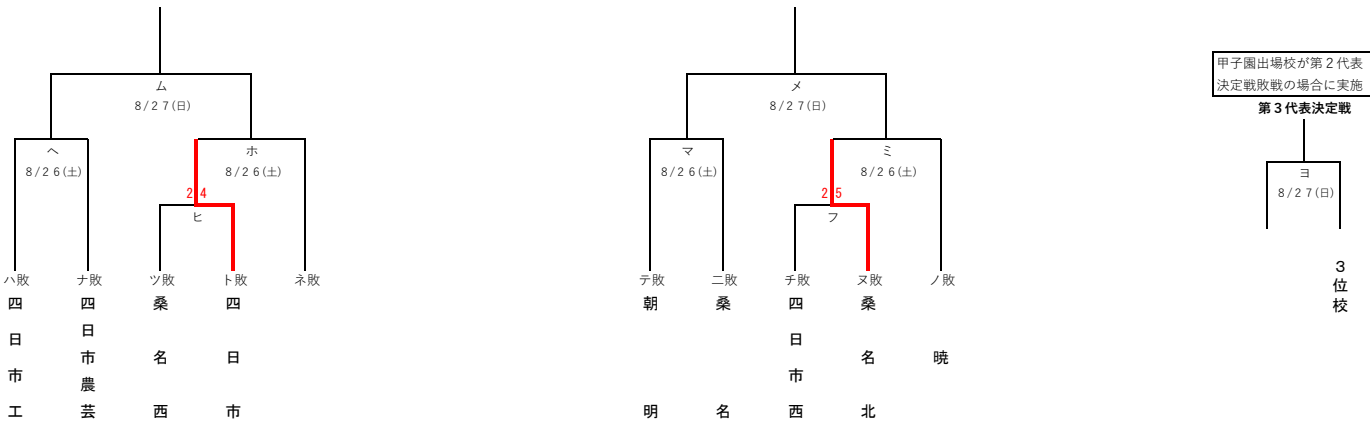 甲子園出場校が第２代表
決定戦敗戦の場合に実施
第３代表決定戦
ム
8/２７(日)
メ
8/２７(日)
ヘ
8/２６(土)
ホ
8/２６(土)
マ
8/２６(土)
ミ
8/２６(土)
ヨ
8/２７(日)
2 4
ヒ
2 5
フ
ハ敗
ナ敗
ツ敗
ト敗
ネ敗
テ敗
ニ敗
チ敗
ヌ敗
ノ敗
四日市工
四日市農芸
桑名西
四日市
朝明
桑名
四日市西
桑名北
暁
３位校